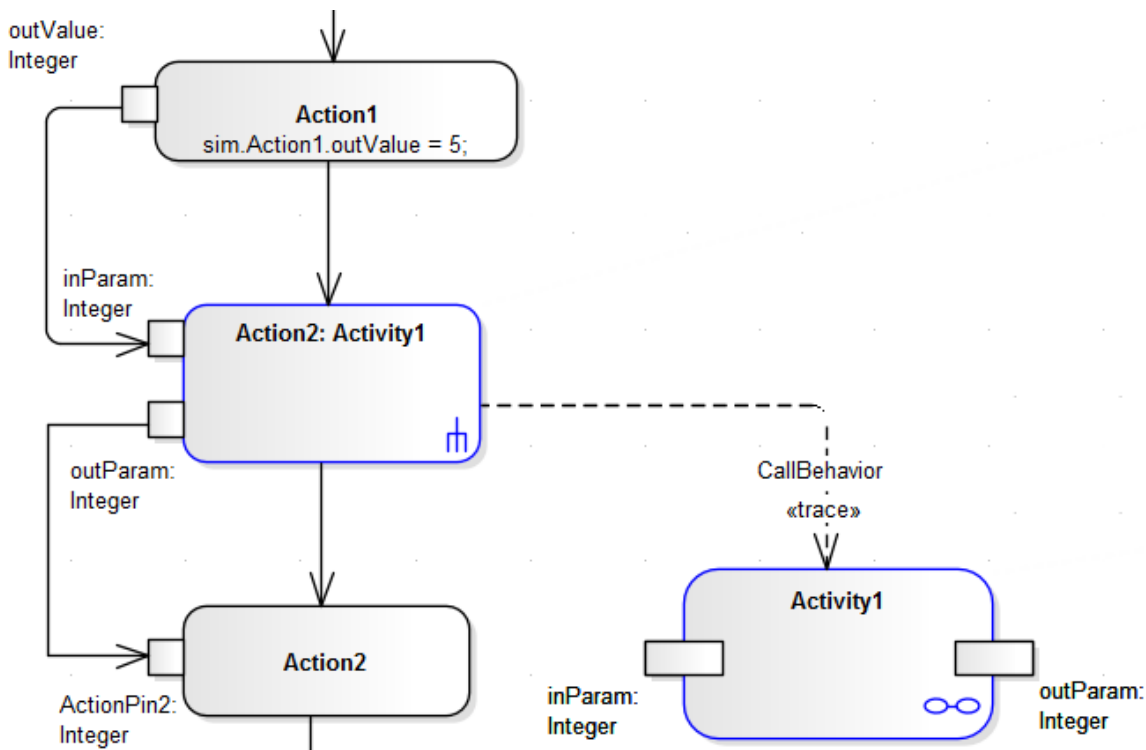 outValue:
Integer
Action1
sim.Action1.outValue = 5;
inParam:
Integer
Action2: Activity1
outParam:
Integer
CallBehavior
«trace»
Action2
ActionPin2:
Integer
Activity1
inParam:
Integer
outParam:
Integer